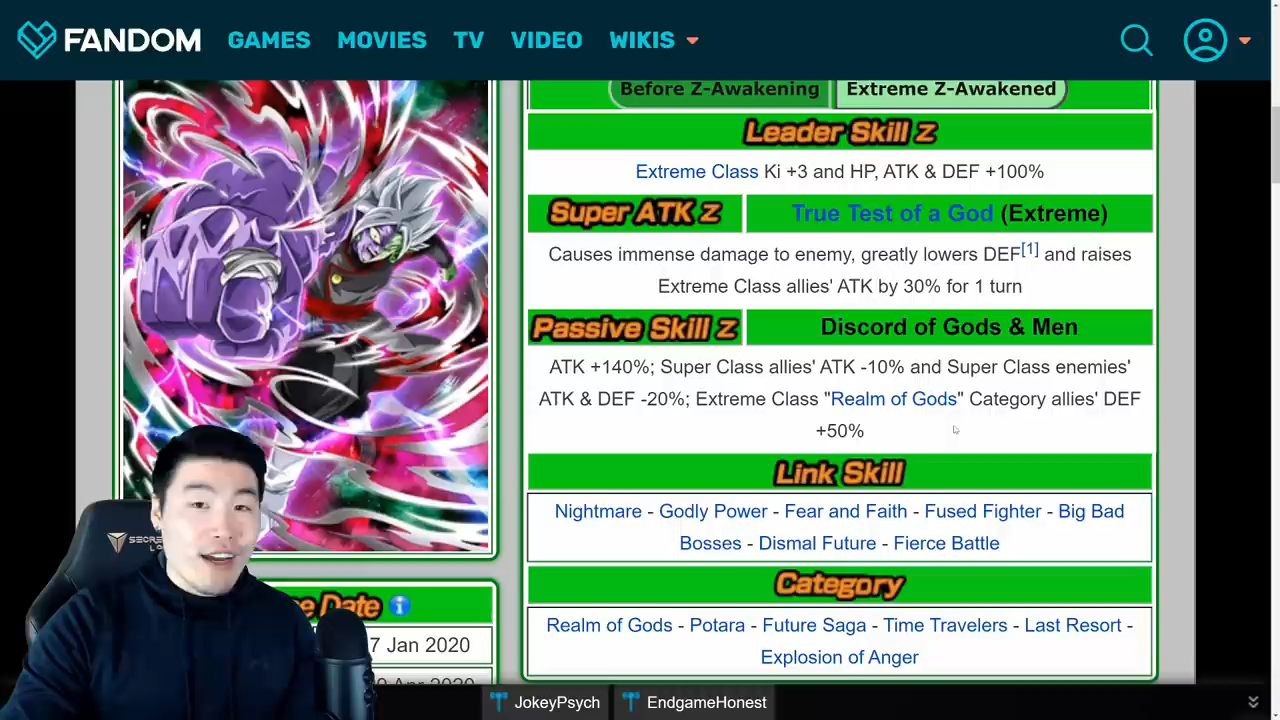 FANDOM GAMES MOVIES TV VIDEO WIKIS
Before Z-Awakening Extreme Z-Awakened
Leader Skill Z
Extreme Class Ki +3 and HP, ATK & DEF +100%
Super ATK Z True Test of a God (Extreme)
Causes immense damage to enemy, greatly lowers DEF[1] and raises
Extreme Class allies' ATK by 30% for 1 turn
Passive Skill Z Discord of Gods & Men
ATK +140%; Super Class allies' ATK -10% and Super Class enemies'
ATK & DEF -20%; Extreme Class "Realm of Gods" Category allies' DEF
+50%
Link Skill
Nightmare - Godly Power - Fear and Faith - Fused Fighter - Big Bad
Bosses - Dismal Future - Fierce Battle
Category
Realm of Gods - Potara - Future Saga - Time Travelers - Last Resort -
Explosion of Anger
Date
7 Jan 2020
JokeyPsych EndgameHonest